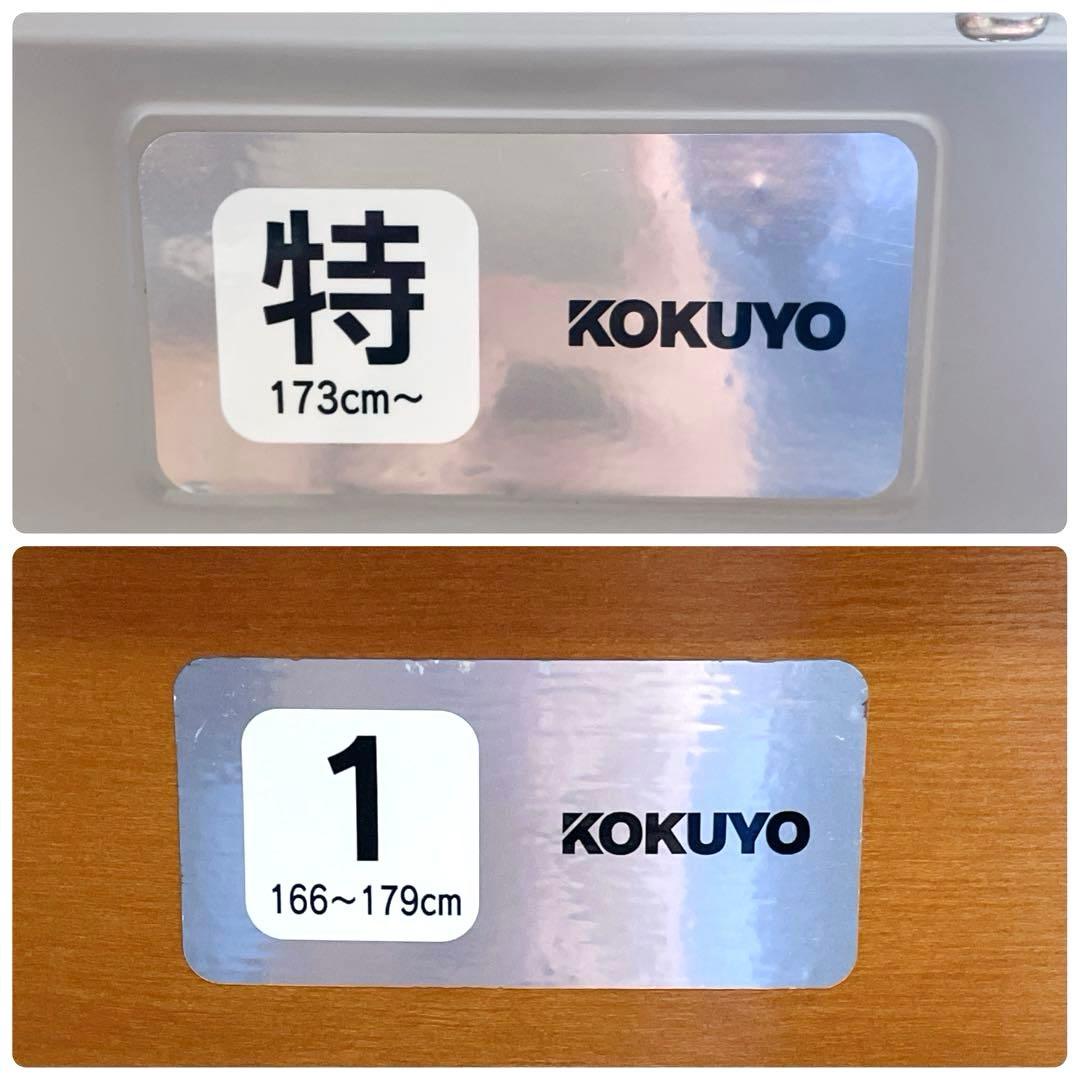 特
173cm～
KOKUYO
1
166～179cm
KOKUYO